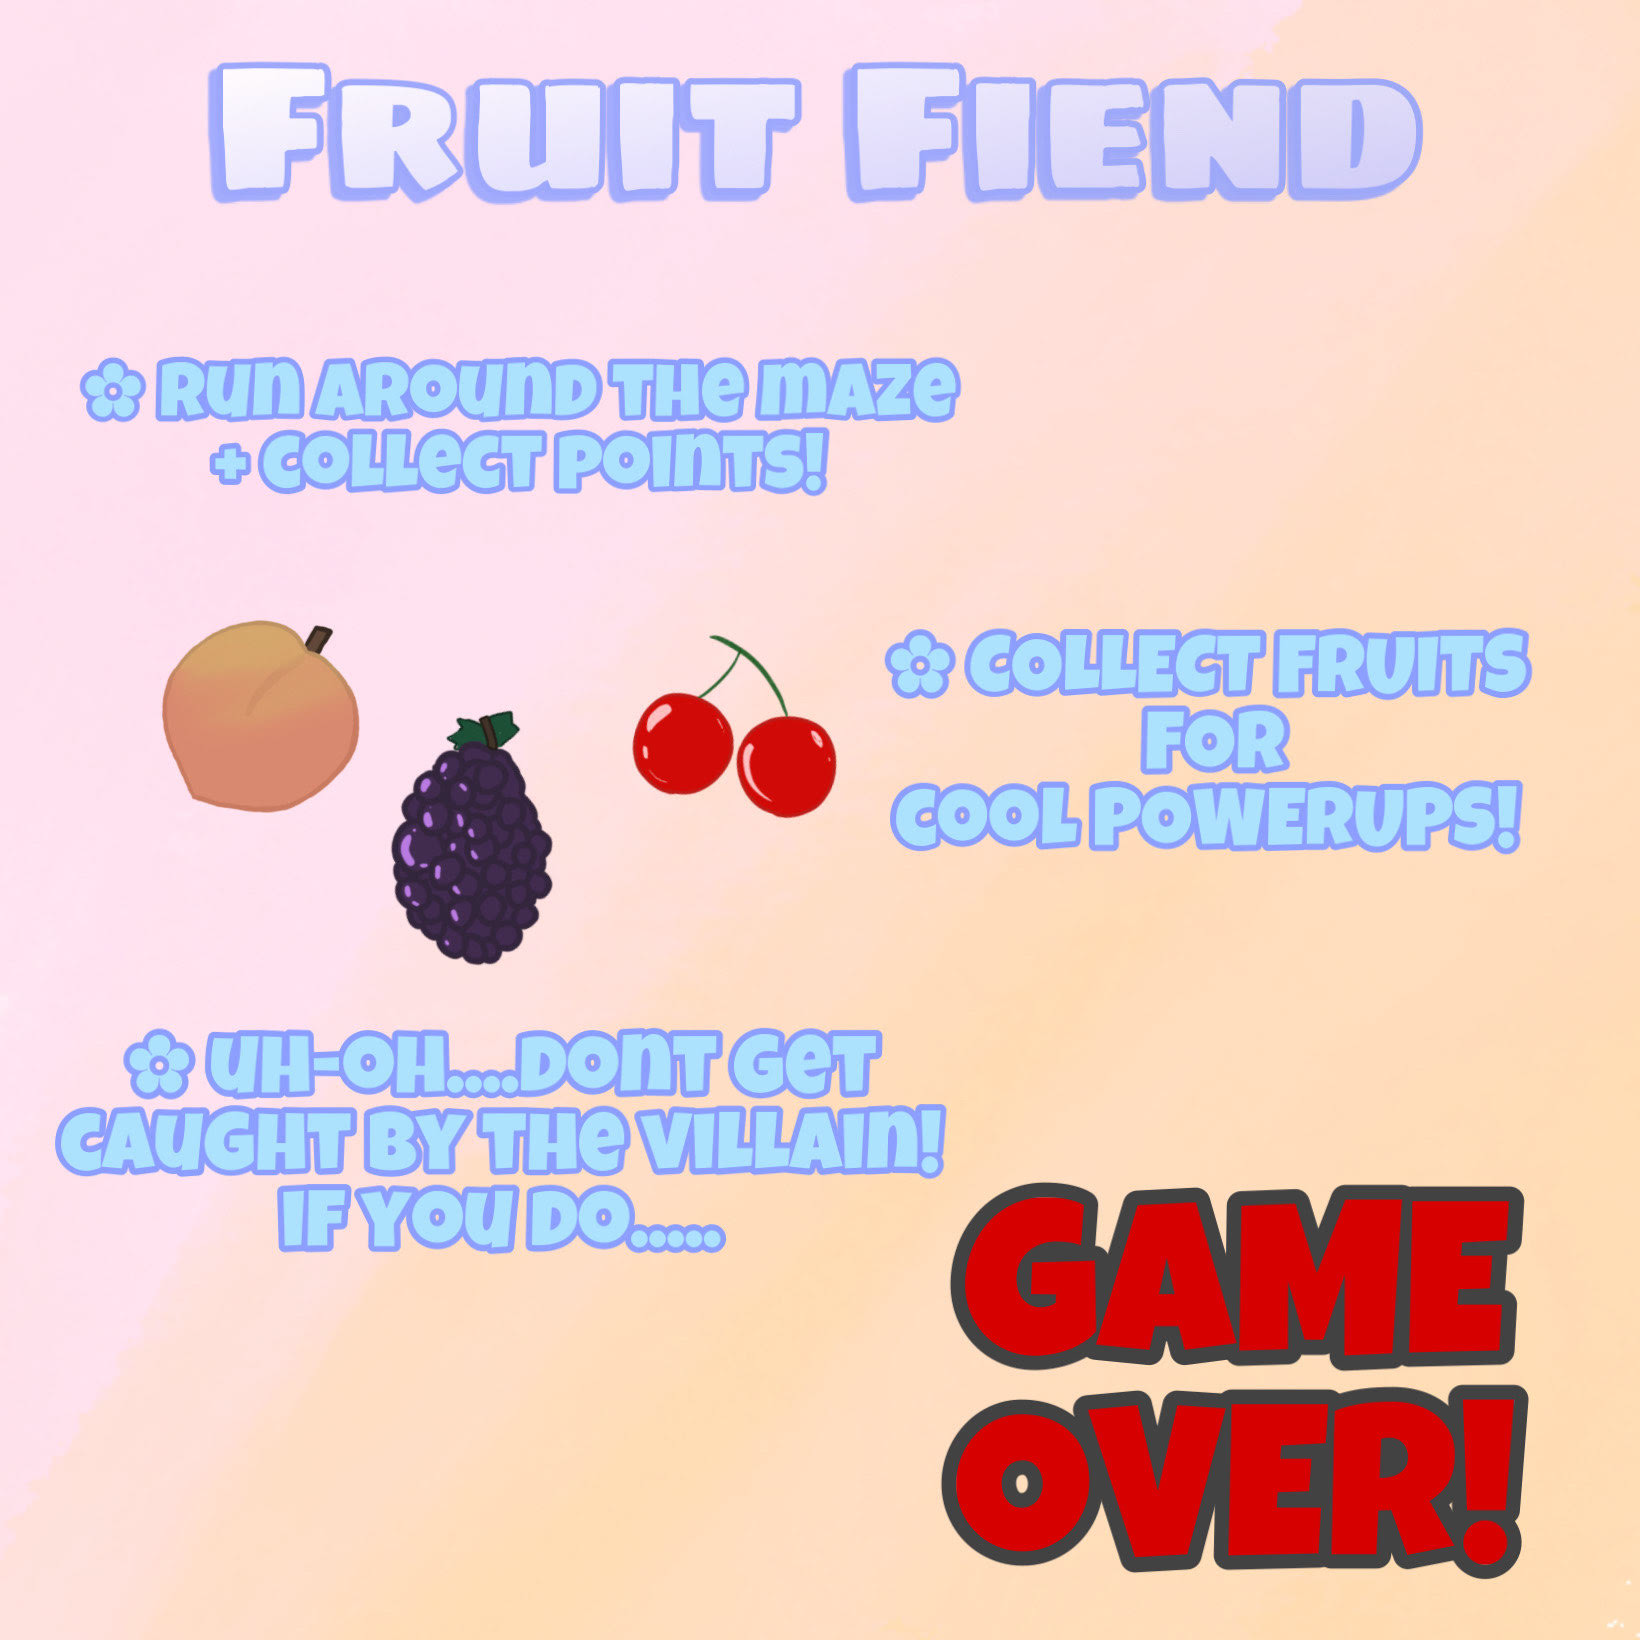 Fruit Fiend
✿ Run around the maze
+ collect points!
✿ COLLECT FRUITS
FOR
COOL POWERUPS!
✿ Uh-oh....Dont get
caught by the villain!
If you do.....
GAME
OVER!